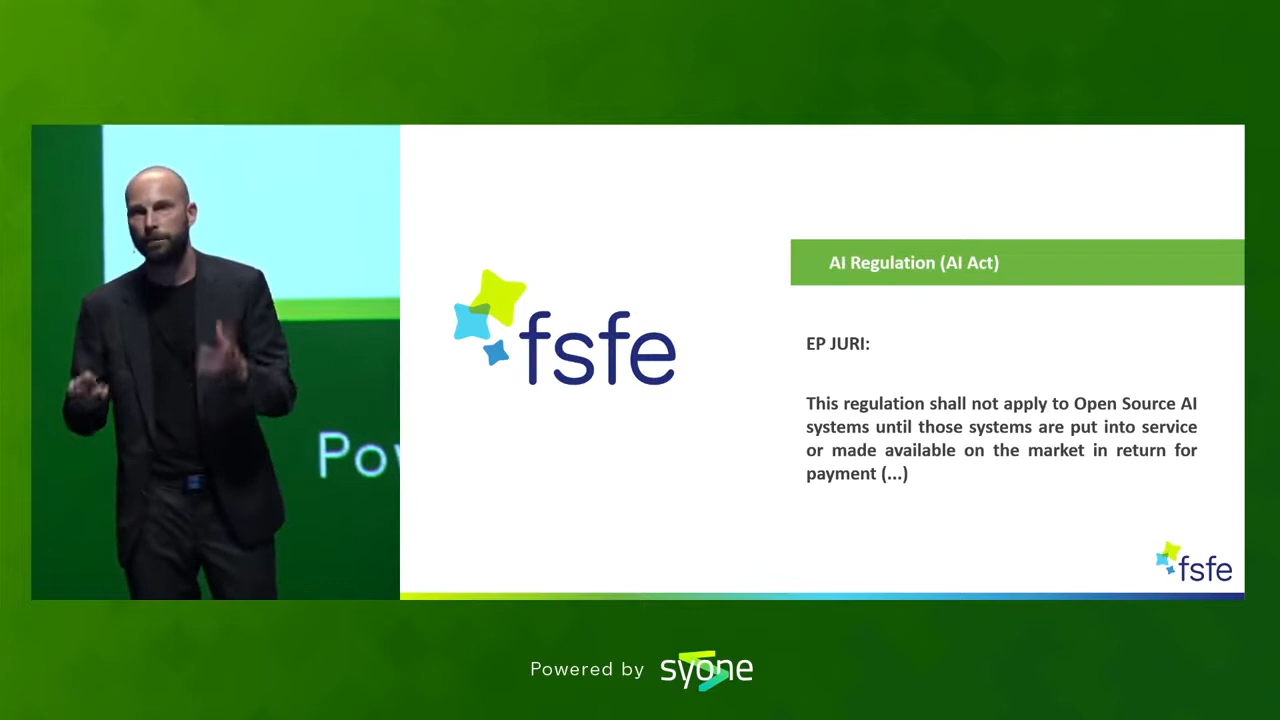 Po
fsfe
AI Regulation (AI Act)
EP JURI:
This regulation shall not apply to Open Source AI
systems until those systems are put into service
or made available on the market in return for
payment (...)
fsfe
Powered by syone